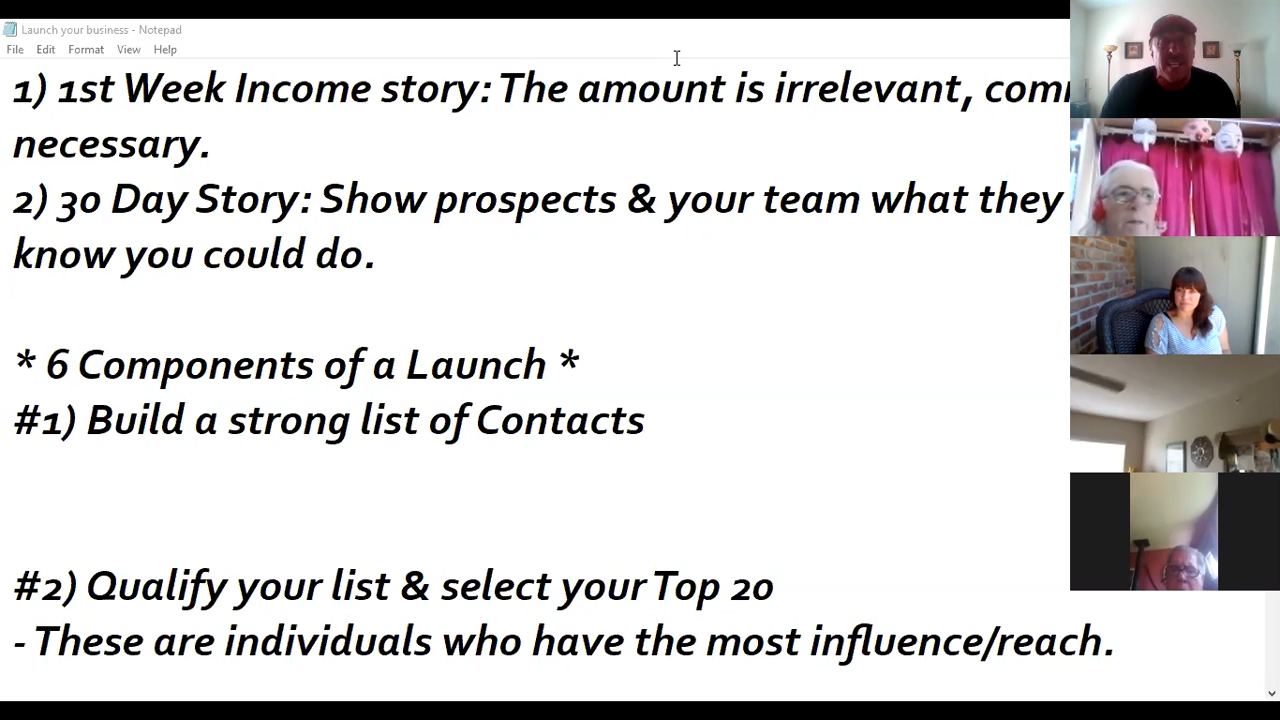 Launch your business - Notepad
File Edit Format View Help
1) 1st Week Income story: The amount is irrelevant,
necessary.
2) 30 Day Story: Show prospects & your team what they
know you could do.
* 6 Components of a Launch *
#1) Build a strong list of Contacts
#2) Qualify your list & select your Top 20
- These are individuals who have the most influence/reach.